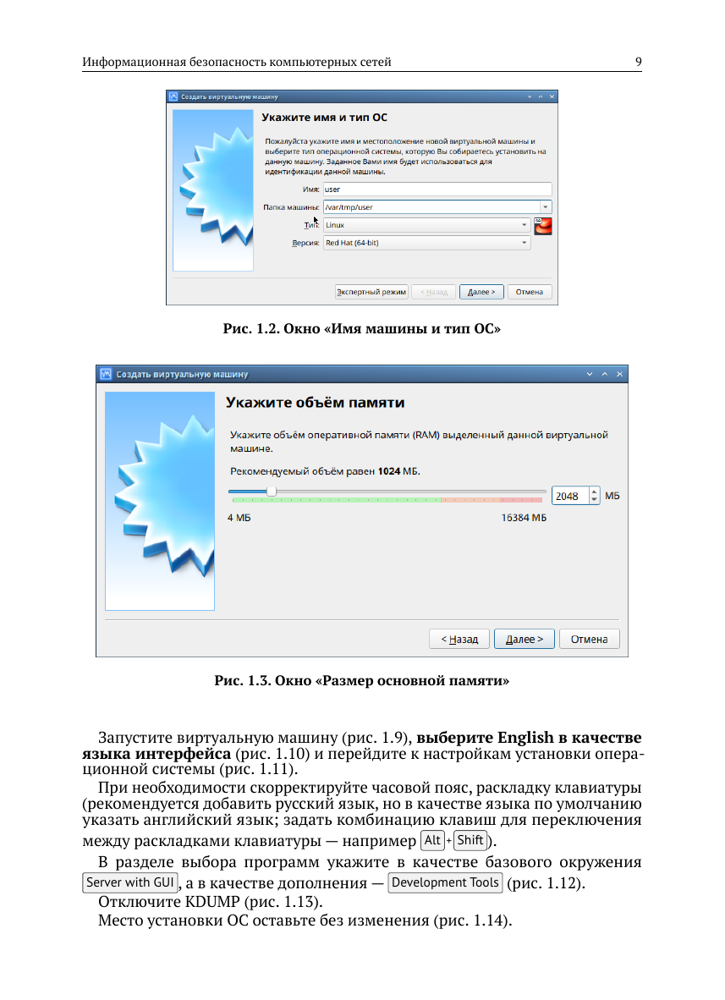 Информационная безопасность компьютерных сетей 9
Создать виртуальную машину
Укажите имя и тип ОС
Пожалуйста укажите имя и местоположение новой виртуальной машины и
выберите тип операционной системы, которую Вы собираетесь установить на
данную машину. Заданное Вами имя будет использоваться для
идентификации данной машины.
Имя: user
Папка машины: /var/tmp/user
Тип: Linux
64
Версия: Red Hat (64-bit)
Экспертный режим < Назад Далее > Отмена
Рис. 1.2. Окно «Имя машины и тип ОС»
Создать виртуальную машину
Укажите объём памяти
Укажите объём оперативной памяти (RAM) выделенный данной виртуальной
машине.
Рекомендуемый объём равен 1024 МБ.
2048 МБ
4 МБ 16384 МБ
< Назад Далее > Отмена
Рис. 1.3. Окно «Размер основной памяти»
Запустите виртуальную машину (рис. 1.9), выберите English в качестве
языка интерфейса (рис. 1.10) и перейдите к настройкам установки опера-
ционной системы (рис. 1.11).
При необходимости скорректируйте часовой пояс, раскладку клавиатуры
(рекомендуется добавить русский язык, но в качестве языка по умолчанию
указать английский язык; задать комбинацию клавиш для переключения
между раскладками клавиатуры — например Alt + Shift ).
В разделе выбора программ укажите в качестве базового окружения
Server with GUI , а в качестве дополнения — Development Tools (рис. 1.12).
Отключите KDUMP (рис. 1.13).
Место установки ОС оставьте без изменения (рис. 1.14).